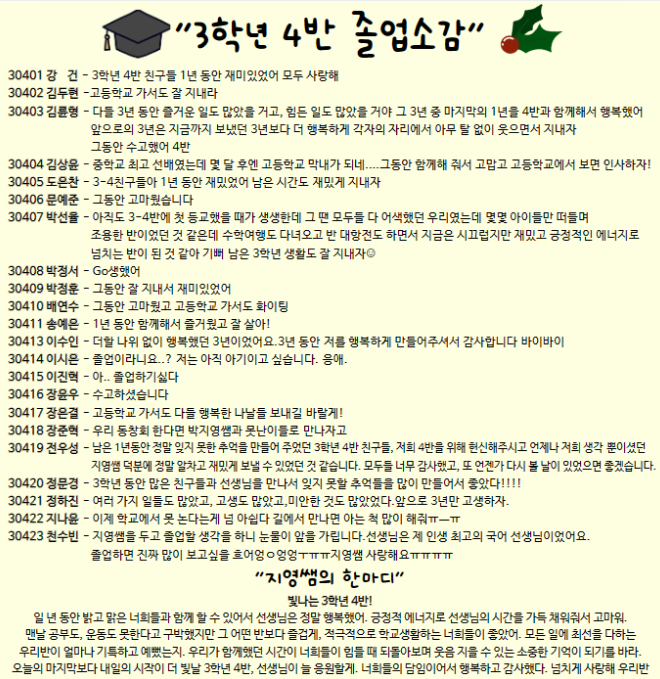 "3학년 4반 졸업소감"
30401 강 건 - 3학년 4반 친구들 1년 동안 재미있었어 모두 사랑해
30402 김두현 -고등학교 가서도 잘 지내라
30403 김륜형 - 다들 3년 동안 즐거운 일도 많았을 거고, 힘든 일도 많았을 거야 그 3년 중 마지막의 1년을 4반과 함께해서 행복했어
앞으로의 3년은 지금까지 보냈던 3년보다 더 행복하게 각자의 자리에서 아무 탈 없이 웃으면서 지내자
그동안 수고했어 4반
30404 김상윤 - 중학교 최고 선배였는데 몇 달 후엔 고등학교 막내가 되네....그동안 함께해 줘서 고맙고 고등학교에서 보면 인사하자!
30405 도은찬 - 3-4친구들아 1년 동안 재밌었어 남은 시간도 재밌게 지내자
30406 문예준 - 그동안 고마웠습니다
30407 박선율 - 아직도 3-4반에 첫 등교했을 때가 생생한데 그 땐 모두들 다 어색했던 우리였는데 몇몇 아이들만 떠들며
조용한 반이었던 것 같은데 수학여행도 다녀오고 반 대항전도 하면서 지금은 시끄럽지만 재밌고 긍정적인 에너지로
넘치는 반이 된 것 같아 기뻐 남은 3학년 생활도 잘 지내자☺
30408 박정서 - Go생했어
30409 박정훈 - 그동안 잘 지내서 재미있었어
30410 배연수 - 그동안 고마웠고 고등학교 가서도 화이팅
30411 송예은 - 1년 동안 함께해서 즐거웠고 잘 살아!
30413 이수인 - 더할 나위 없이 행복했던 3년이었어요.3년 동안 저를 행복하게 만들어주셔서 감사합니다 바이바이
30414 이시은 - 졸업이라니요..? 저는 아직 아기이고 싶습니다. 응애.
30415 이진혁 - 아.. 졸업하기싫다
30416 장윤우 - 수고하셨습니다
30417 장은결 - 고등학교 가서도 다들 행복한 나날들 보내길 바랄게!
30418 장준혁 - 우리 동창회 한다면 박지영쌤과 못난이들로 만나자고
30419 전우성 - 남은 1년동안 정말 잊지 못한 추억을 만들어 주었던 3학년 4반 친구들, 저희 4반을 위해 헌신해주시고 언제나 저희 생각 뿐이셨던
지영쌤 덕분에 정말 알차고 재밌게 보낼 수 있었던 것 같습니다. 모두들 너무 감사했고, 또 언젠가 다시 볼 날이 있었으면 좋겠습니다.
30420 정문경 - 3학년 동안 많은 친구들과 선생님을 만나서 잊지 못할 추억들을 많이 만들어서 좋았다!!!!
30421 정하진 - 여러 가지 일들도 많았고, 고생도 많았고,미안한 것도 많았었다.앞으로 3년만 고생하자.
30422 지나윤 - 이제 학교에서 못 논다는게 넘 아쉽다 길에서 만나면 아는 척 많이 해줘ㅠㅡㅠ
30423 천수빈 - 지영쌤을 두고 졸업할 생각을 하니 눈물이 앞을 가립니다.선생님은 제 인생 최고의 국어 선생님이었어요.
졸업하면 진짜 많이 보고싶을 흐어엉ㅇ엉엉ㅜㅠㅠ지영쌤 사랑해요ㅠㅠㅠㅠ
"지영쌤의 한마디"
빛나는 3학년 4반!
일 년 동안 밝고 맑은 너희들과 함께 할 수 있어서 선생님은 정말 행복했어. 긍정적 에너지로 선생님의 시간을 가득 채워줘서 고마워.
맨날 공부도, 운동도 못한다고 구박했지만 그 어떤 반보다 즐겁게, 적극적으로 학교생활하는 너희들이 좋았어. 모든 일에 최선을 다하는
우리반이 얼마나 기특하고 예뻤는지. 우리가 함께했던 시간이 너희들이 힘들 때 되돌아보며 웃음 지을 수 있는 소중한 기억이 되기를 바라.
오늘의 마지막보다 내일의 시작이 더 빛날 3학년 4반, 선생님이 늘 응원할게. 너희들의 담임이어서 행복하고 감사했다. 넘치게 사랑해 우리반